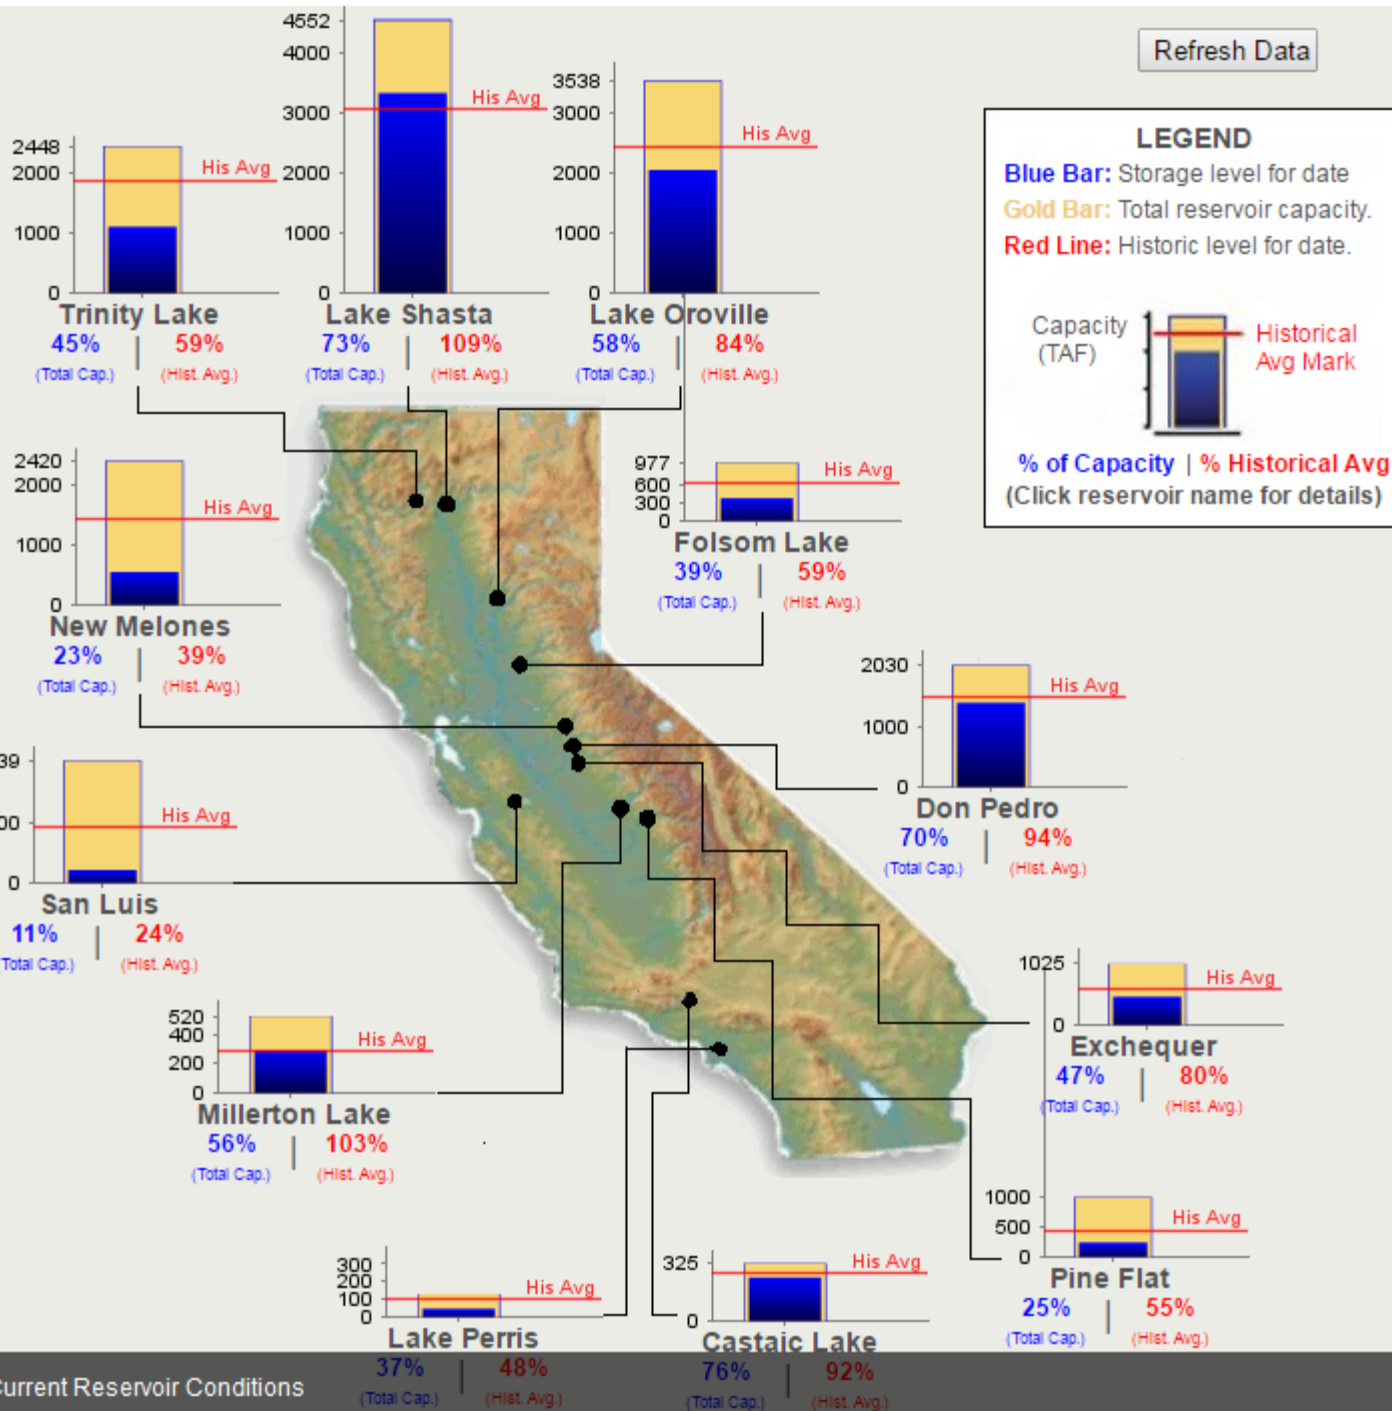 4552
4000
3000
2000
1000
0
His Avg
Lake Shasta
73% | 109%
(Total Cap.) (Hist. Avg.)
3538
3000
2000
1000
0
His Avg
Lake Oroville
58% | 84%
(Total Cap.) (Hist. Avg.)
Refresh Data
2448
2000
1000
0
His Avg
Trinity Lake
45% | 59%
(Total Cap.) (Hist. Avg.)
LEGEND
Blue Bar: Storage level for date
Gold Bar: Total reservoir capacity.
Red Line: Historic level for date.
Capacity
(TAF)
Historical
Avg Mark
% of Capacity | % Historical Avg
(Click reservoir name for details)
2420
2000
1000
0
His Avg
New Melones
23% | 39%
(Total Cap.) (Hist. Avg.)
977
600
300
0
His Avg
Folsom Lake
39% | 59%
(Total Cap.) (Hist. Avg.)
2030
1000
0
His Avg
Don Pedro
70% | 94%
(Total Cap.) (Hist. Avg.)
39
00
0
His Avg
San Luis
11% | 24%
Total Cap.) (Hist. Avg.)
1025
0
His Avg
Exchequer
47% | 80%
(Total Cap.) (Hist. Avg.)
520
400
200
0
His Avg
Millerton Lake
56% | 103%
(Total Cap.) (Hist. Avg.)
1000
500
0
His Avg
Pine Flat
25% | 55%
(Total Cap.) (Hist. Avg.)
300
200
100
0
His Avg
Lake Perris
37% | 48%
(Total Cap.) (Hist. Avg.)
325
0
His Avg
Castaic Lake
76% | 92%
(Total Cap.) (Hist. Avg.)
Current Reservoir Conditions